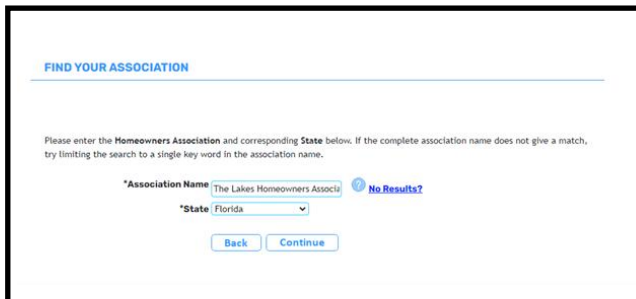 FIND YOUR ASSOCIATION
Please enter the Homeowners Association and corresponding State below. If the complete association name does not give a match,
try limiting the search to a single key word in the association name.
*Association Name The Lakes Homeowners Associa ? No Results?
*State Florida
Back Continue